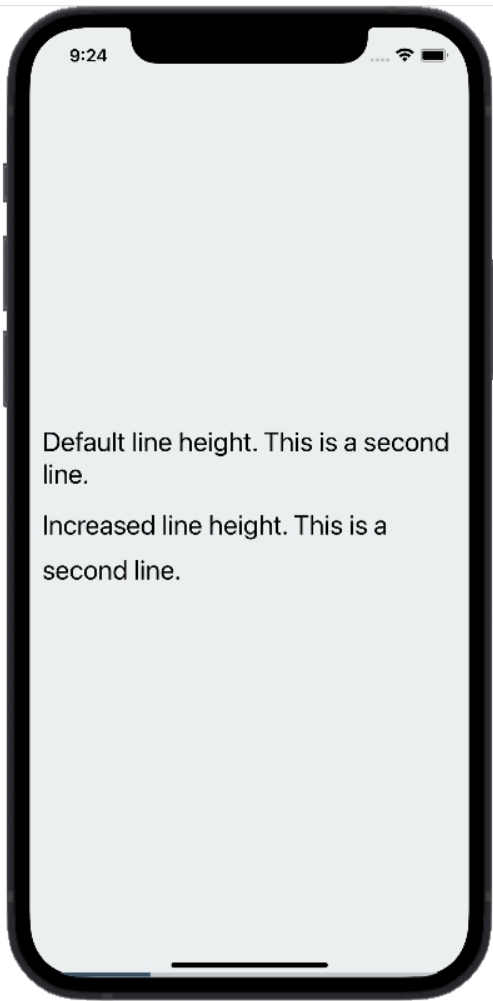 9:24
Default line height. This is a second
line.
Increased line height. This is a
second line.